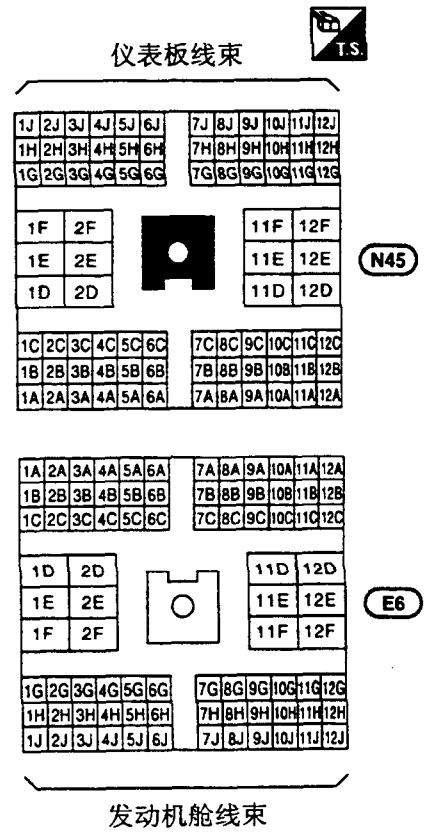 T.S.
仪表板线束
1J 2J 3J 4J 5J 6J 7J 8J 9J 10J 11J 12J
1H 2H 3H 4H 5H 6H 7H 8H 9H 10H 11H 12H
1G 2G 3G 4G 5G 6G 7G 8G 9G 10G 11G 12G
1F 2F 11F 12F
1E 2E 11E 12E
N45
1D 2D 11D 12D
1C 2C 3C 4C 5C 6C 7C 8C 9C 10C 11C 12C
1B 2B 3B 4B 5B 6B 7B 8B 9B 10B 11B 12B
1A 2A 3A 4A 5A 6A 7A 8A 9A 10A 11A 12A
1A 2A 3A 4A 5A 6A 7A 8A 9A 10A 11A 12A
1B 2B 3B 4B 5B 6B 7B 8B 9B 10B 11B 12B
1C 2C 3C 4C 5C 6C 7C 8C 9C 10C 11C 12C
1D 2D 11D 12D
1E 2E 11E 12E
E6
1F 2F 11F 12F
1G 2G 3G 4G 5G 6G 7G 8G 9G 10G 11G 12G
1H 2H 3H 4H 5H 6H 7H 8H 9H 10H 11H 12H
1J 2J 3J 4J 5J 6J 7J 8J 9J 10J 11J 12J
发动机舱线束